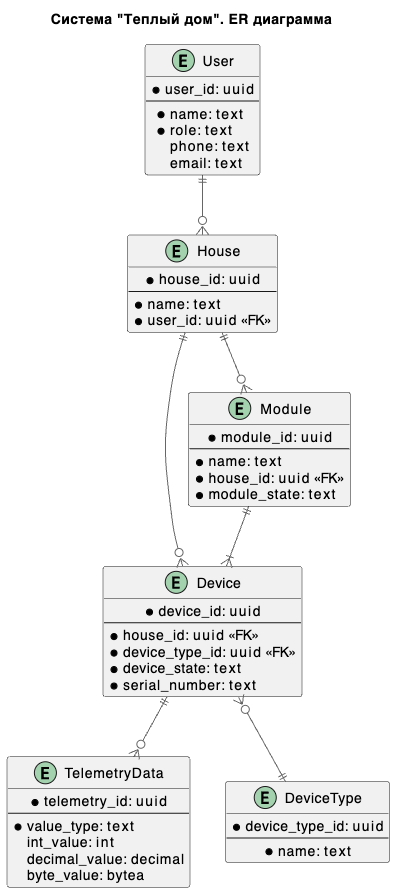 Система "Теплый дом". ER диаграмма
E User
user_id: uuid
name: text
role: text
phone: text
email: text
E House
house_id: uuid
name: text
user_id: uuid «FK»
E Module
module_id: uuid
name: text
house_id: uuid «FK»
module_state: text
E Device
device_id: uuid
house_id: uuid «FK»
device_type_id: uuid «FK»
device_state: text
serial_number: text
E TelemetryData
telemetry_id: uuid
value_type: text
int_value: int
decimal_value: decimal
byte_value: bytea
E DeviceType
device_type_id: uuid
name: text